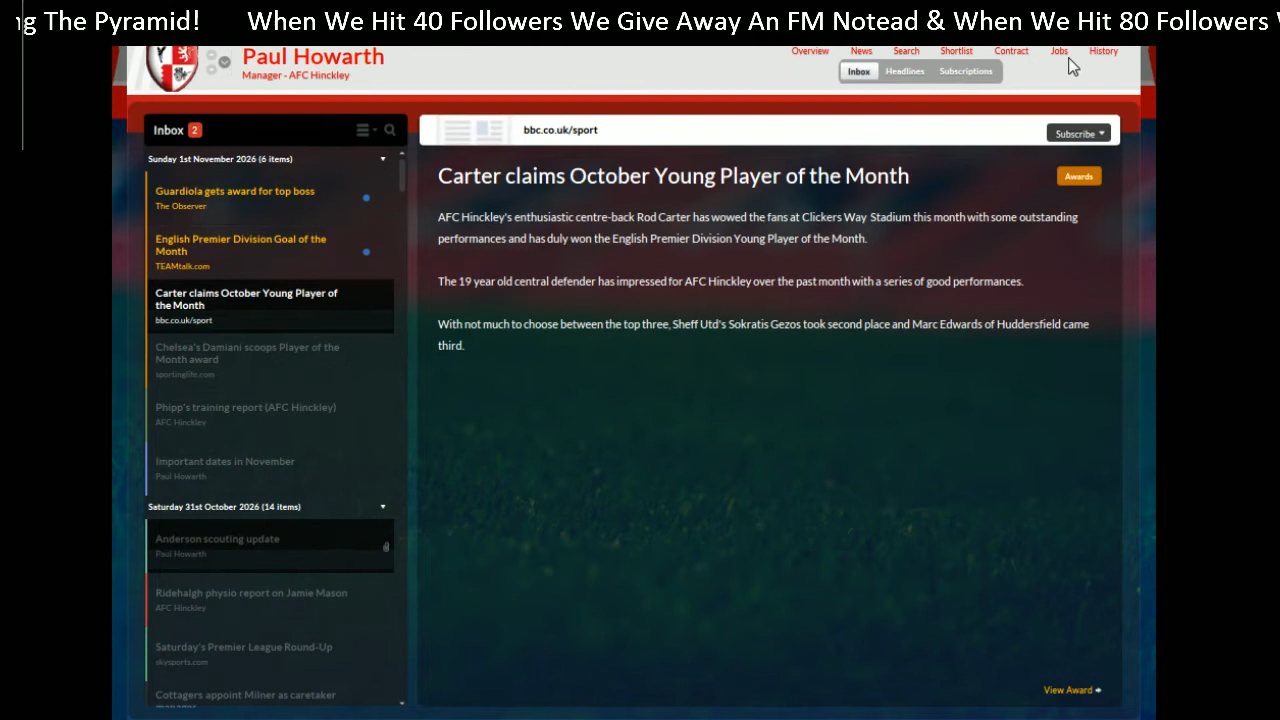 ng The Pyramid! When We Hit 40 Followers We Give Away An FM Notead & When We Hit 80 Followers
Paul Howarth
Manager - AFC Hinckley
Overview News Search Shortlist Contract Jobs History
Inbox Headlines Subscriptions
Inbox 2
Sunday 1st November 2026 (6 items)
Guardiola gets award for top boss
The Observer
English Premier Division Goal of the
Month
TEAMtalk.com
Carter claims October Young Player of
the Month
bbc.co.uk/sport
Chelsea's Damiani scoops Player of the
Month award
sportinglife.com
Phipp's training report (AFC Hinckley)
AFC Hinckley
Important dates in November
Paul Howarth
Saturday 31st October 2026 (14 items)
Anderson scouting update
Paul Howarth
Ridehalgh physio report on Jamie Mason
AFC Hinckley
Saturday's Premier League Round-Up
skysports.com
Cottagers appoint Milner as caretaker
manager
bbc.co.uk/sport
Subscribe
Carter claims October Young Player of the Month
Awards
AFC Hinckley's enthusiastic centre-back Rod Carter has wowed the fans at Clickers Way Stadium this month with some outstanding
performances and has duly won the English Premier Division Young Player of the Month.
The 19 year old central defender has impressed for AFC Hinckley over the past month with a series of good performances.
With not much to choose between the top three, Sheff Utd's Sokratis Gezos took second place and Marc Edwards of Huddersfield came
third.
View Award